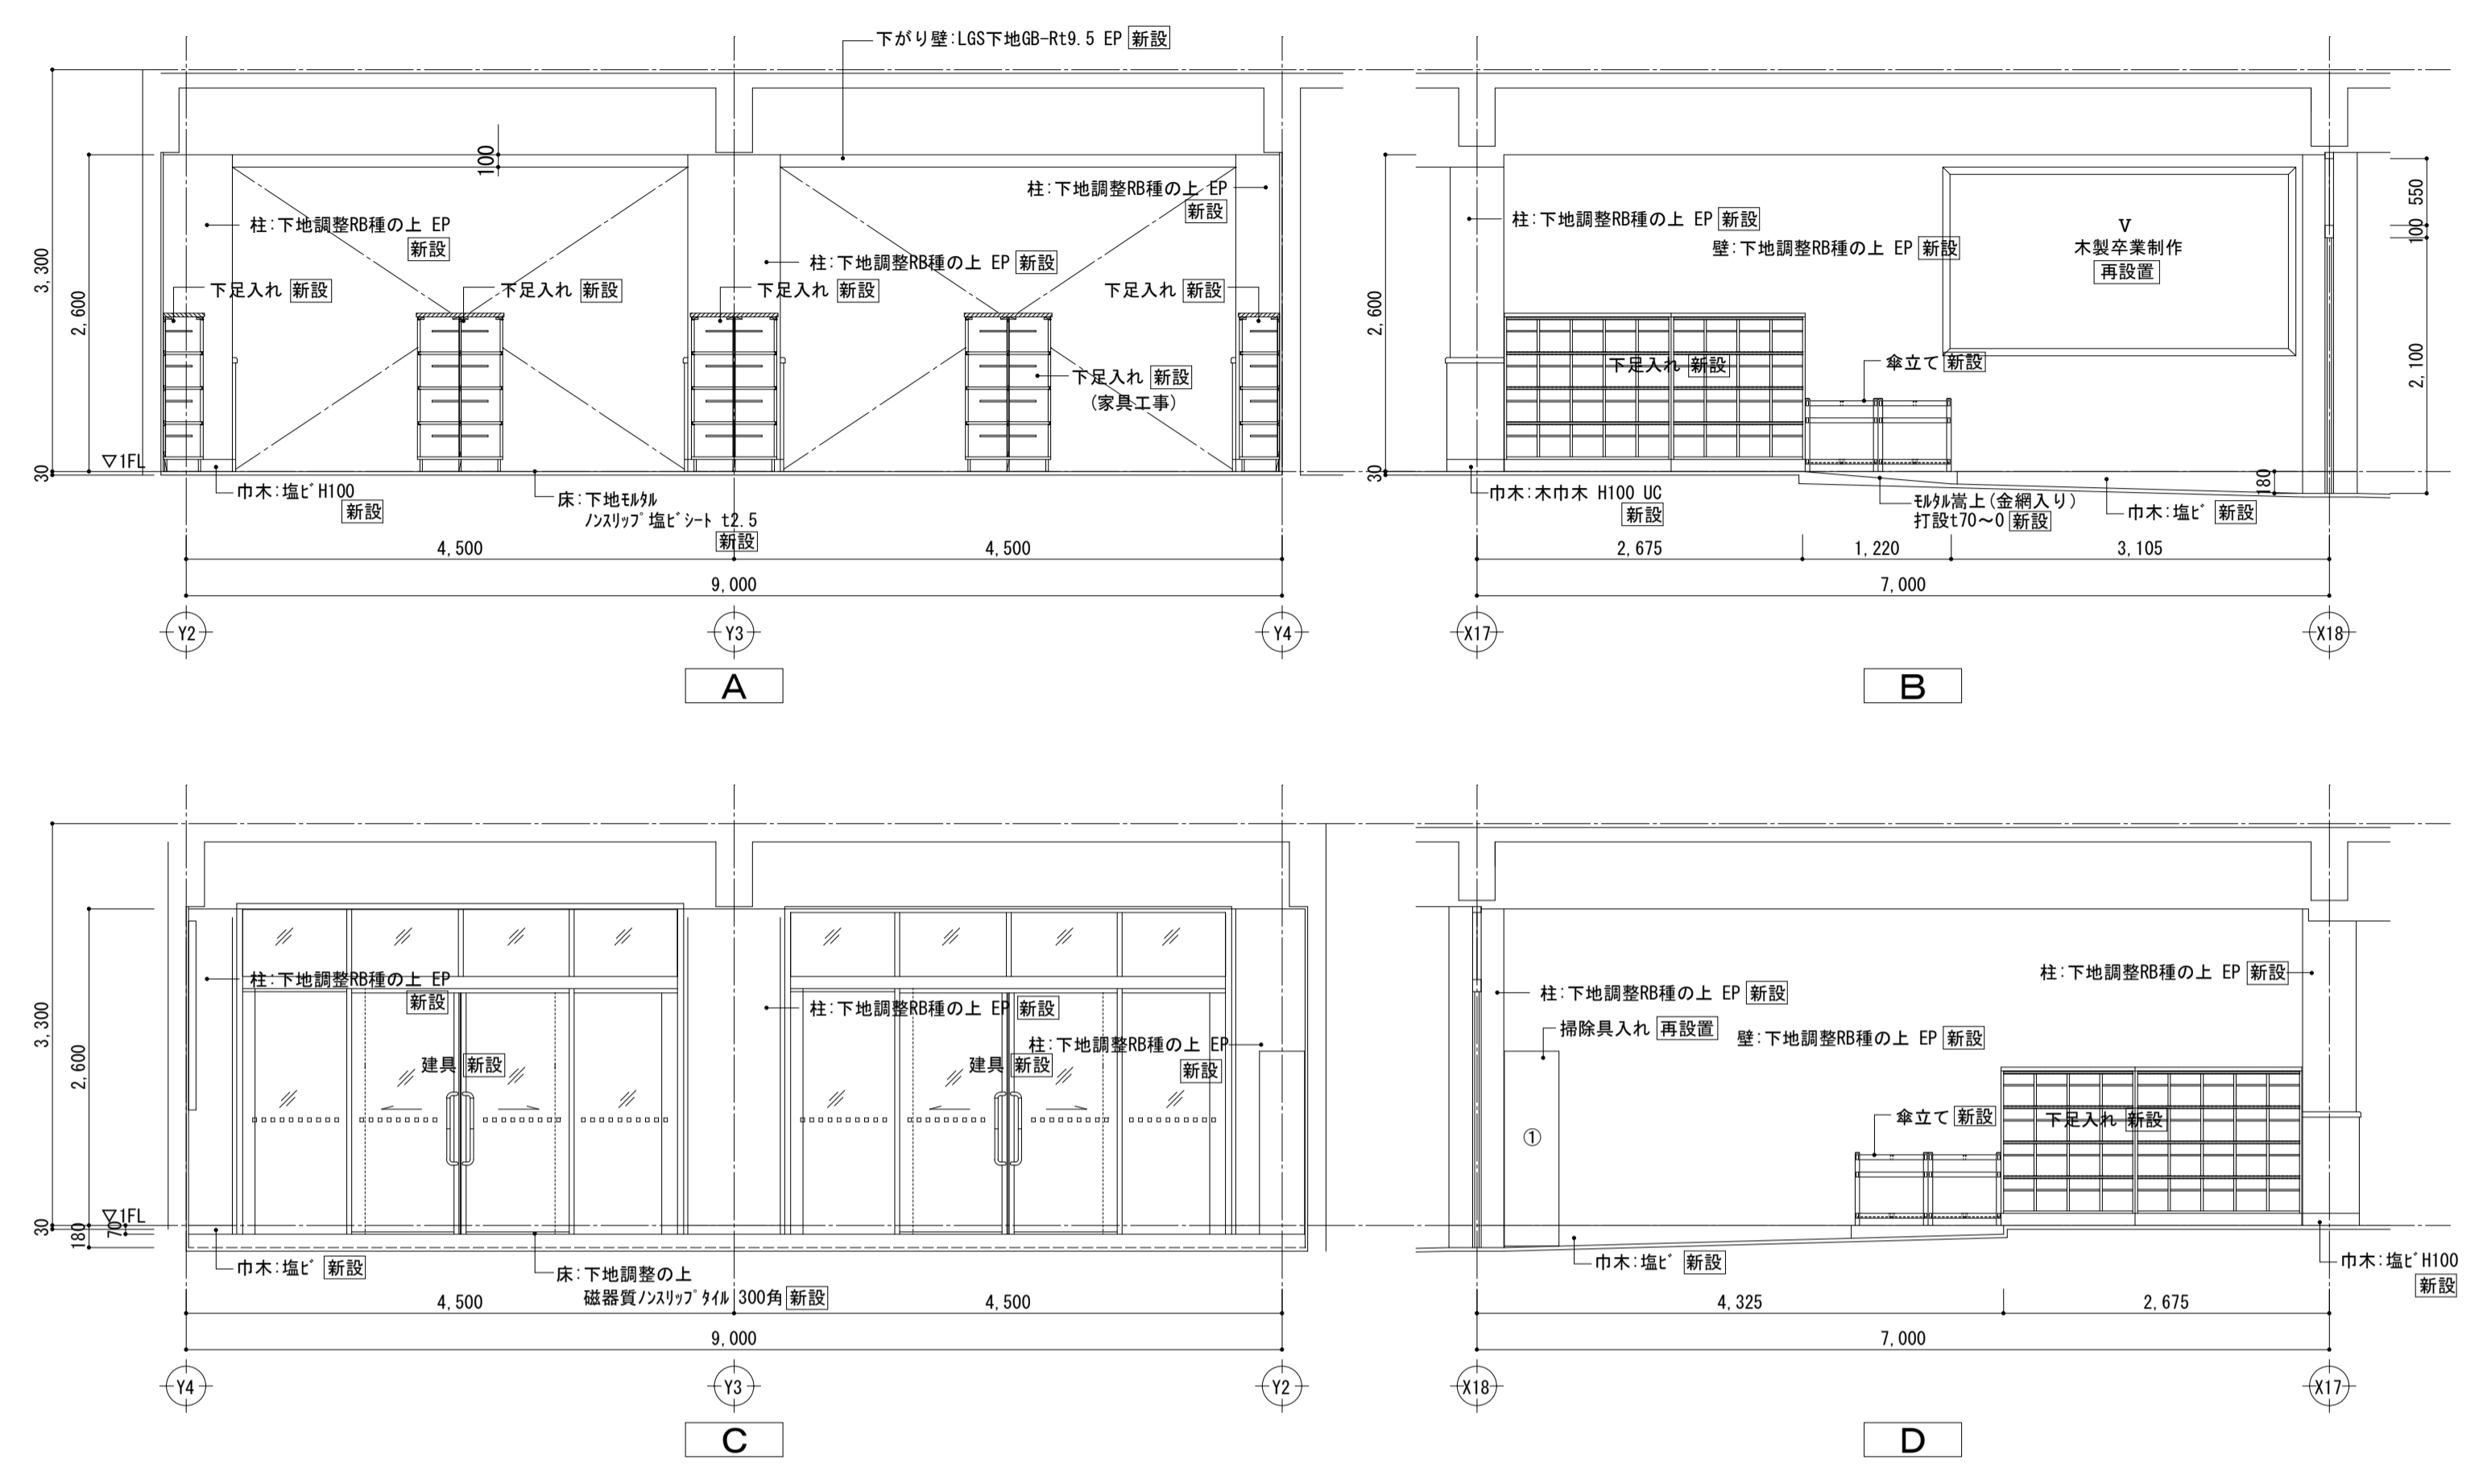 下がり壁:LGS下地GB-Rt9.5 EP 新設
100
柱:下地調整RB種の上 EP
新設
柱:下地調整RB種の上 EP
新設
柱:下地調整RB種の上 EP 新設
下足入れ 新設
下足入れ 新設
下足入れ 新設
下足入れ 新設
下足入れ 新設
(家具工事)
3,300
2,600
30
▽1FL
巾木:塩ビH100
新設
床:下地モルタル
ノンスリップ塩ビシート t2.5
新設
4,500
4,500
9,000
Y2
Y3
Y4
A
柱:下地調整RB種の上 EP 新設
壁:下地調整RB種の上 EP 新設
V
木製卒業制作
再設置
下足入れ 新設
傘立て 新設
2,600
30
550
100
2,100
180
巾木:木巾木 H100 UC
新設
モルタル嵩上(金網入り)
打設t70~0 新設
巾木:塩ビ 新設
2,675
1,220
3,105
7,000
X17
X18
B
柱:下地調整RB種の上 EP
新設
柱:下地調整RB種の上 EP 新設
柱:下地調整RB種の上 EP
新設
建具 新設
建具 新設
3,300
2,600
30
180
70
▽1FL
巾木:塩ビ 新設
床:下地調整の上
磁器質ノンスリップタイル 300角 新設
4,500
4,500
9,000
Y4
Y3
Y2
C
柱:下地調整RB種の上 EP 新設
柱:下地調整RB種の上 EP 新設
掃除具入れ 再設置
壁:下地調整RB種の上 EP 新設
①
傘立て 新設
下足入れ 新設
巾木:塩ビ 新設
巾木:塩ビH100
新設
4,325
2,675
7,000
X18
X17
D